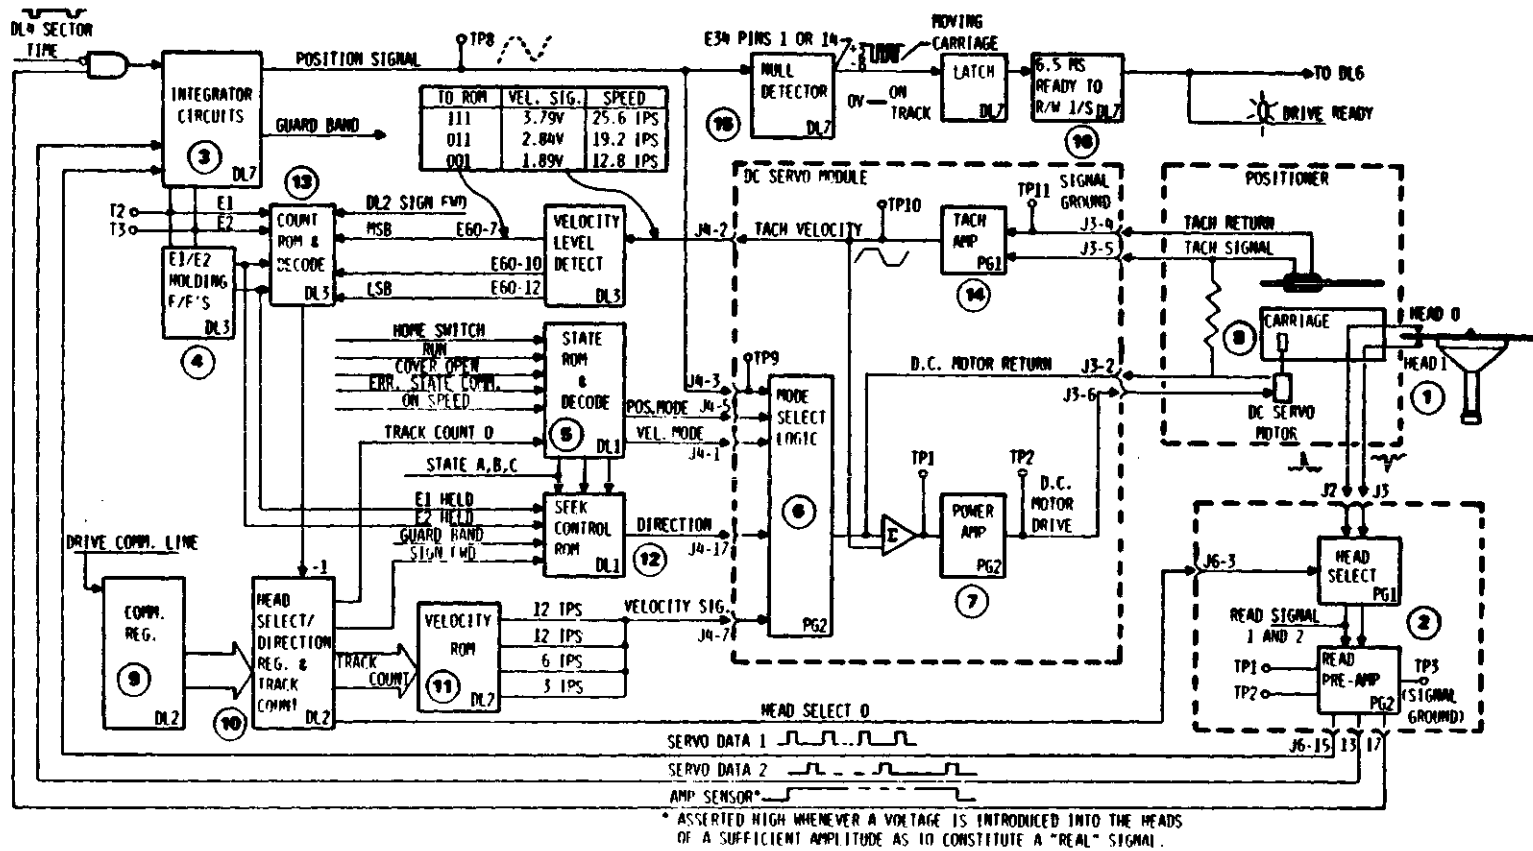 DL4 SECTOR
TIME
POSITION SIGNAL
TP8
INTEGRATOR
CIRCUITS
3
DL7
GUARD BAND
TO ROM VEL. SIG. SPEED
111 3.79V 25.6 IPS
011 2.84V 19.2 IPS
001 1.89V 12.8 IPS
E34 PINS 1 OR 14
MOVING
CARRIAGE
NULL
DETECTOR
DL7
15
0V
ON
TRACK
LATCH
DL7
6.5 MS
READY TO
R/W 1/S
DL7
16
TO DL6
DRIVE READY
T2
T3
E1
E2
13
COUNT
ROM &
DECODE
DL3
DL2 SIGN FWD
MSB
E60-7
E60-10
LSB
E60-12
VELOCITY
LEVEL
DETECT
DL3
E1/E2
HOLDING
F/F'S
DL3
4
DC SERVO MODULE
J4-2
TACH VELOCITY
TP10
TACH
AMP
PG1
14
TP11
SIGNAL
GROUND
J3-4
J3-5
POSITIONER
TACH RETURN
TACH SIGNAL
8
CARRIAGE
DC SERVO
MOTOR
HEAD 0
HEAD 1
1
HOME SWITCH
RUN
COVER OPEN
ERR. STATE COMM.
ON SPEED
TRACK COUNT 0
STATE
ROM
&
DECODE
5
DL1
POS.MODE
VEL. MODE
J4-3
J4-5
J4-1
TP9
MODE
SELECT
LOGIC
6
PG2
D.C. MOTOR RETURN
J3-2
J3-6
TP1
Σ
POWER
AMP
PG2
7
TP2
D.C.
MOTOR
DRIVE
STATE A,B,C
E1 HELD
E2 HELD
GUARD BAND
SIGN FWD
SEEK
CONTROL
ROM
DL1
DIRECTION
12
J4-17
DRIVE COMM. LINE
COMM.
REG.
9
DL2
-1
HEAD
SELECT/
DIRECTION
REG. &
TRACK
COUNT
DL2
10
TRACK
COUNT
VELOCITY
ROM
11
DL7
12 IPS
12 IPS
6 IPS
3 IPS
VELOCITY SIG.
J4-7
HEAD SELECT 0
J2
J3
J6-3
HEAD
SELECT
PG1
READ SIGNAL
1 AND 2
2
READ
PRE-AMP
PG2
TP1
TP2
TP3
(SIGNAL
GROUND)
J6-15
13
17
SERVO DATA 1
SERVO DATA 2
AMP SENSOR*
* ASSERTED HIGH WHENEVER A VOLTAGE IS INTRODUCED INTO THE HEADS
OF A SUFFICIENT AMPLITUDE AS TO CONSTITUTE A "REAL" SIGNAL.